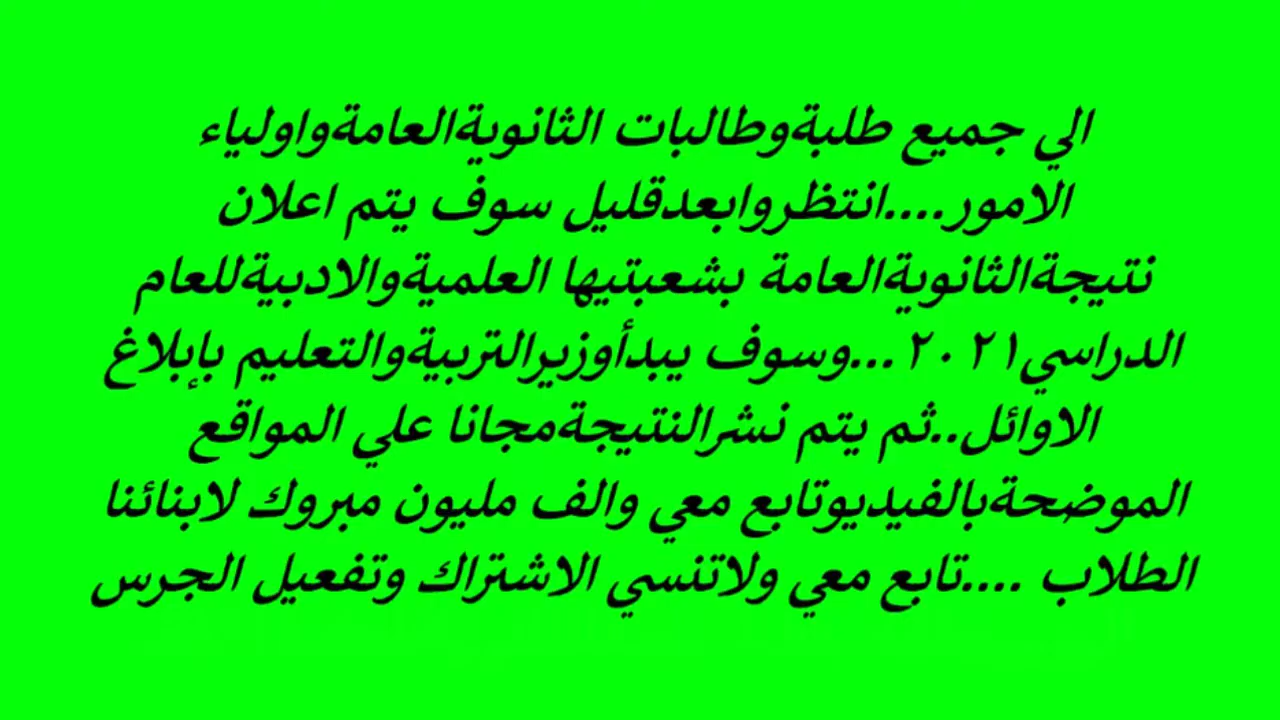 الي جميع طلبةوطالبات الثانويةالعامةواولياء
الامور....انتظروابعدقليل سوف يتم اعلان
نتيجةالثانويةالعامة بشعبتيها العلميةوالادبيةللعام
الدراسي٢٠٢١...وسوف يبدأوزيرالتربيةوالتعليم بإبلاغ
الاوائل..ثم يتم نشرالنتيجةمجانا علي المواقع
الموضحةبالفيديوتابع معي والف مليون مبروك لابنائنا
الطلاب ....تابع معي ولاتنسي الاشتراك وتفعيل الجرس